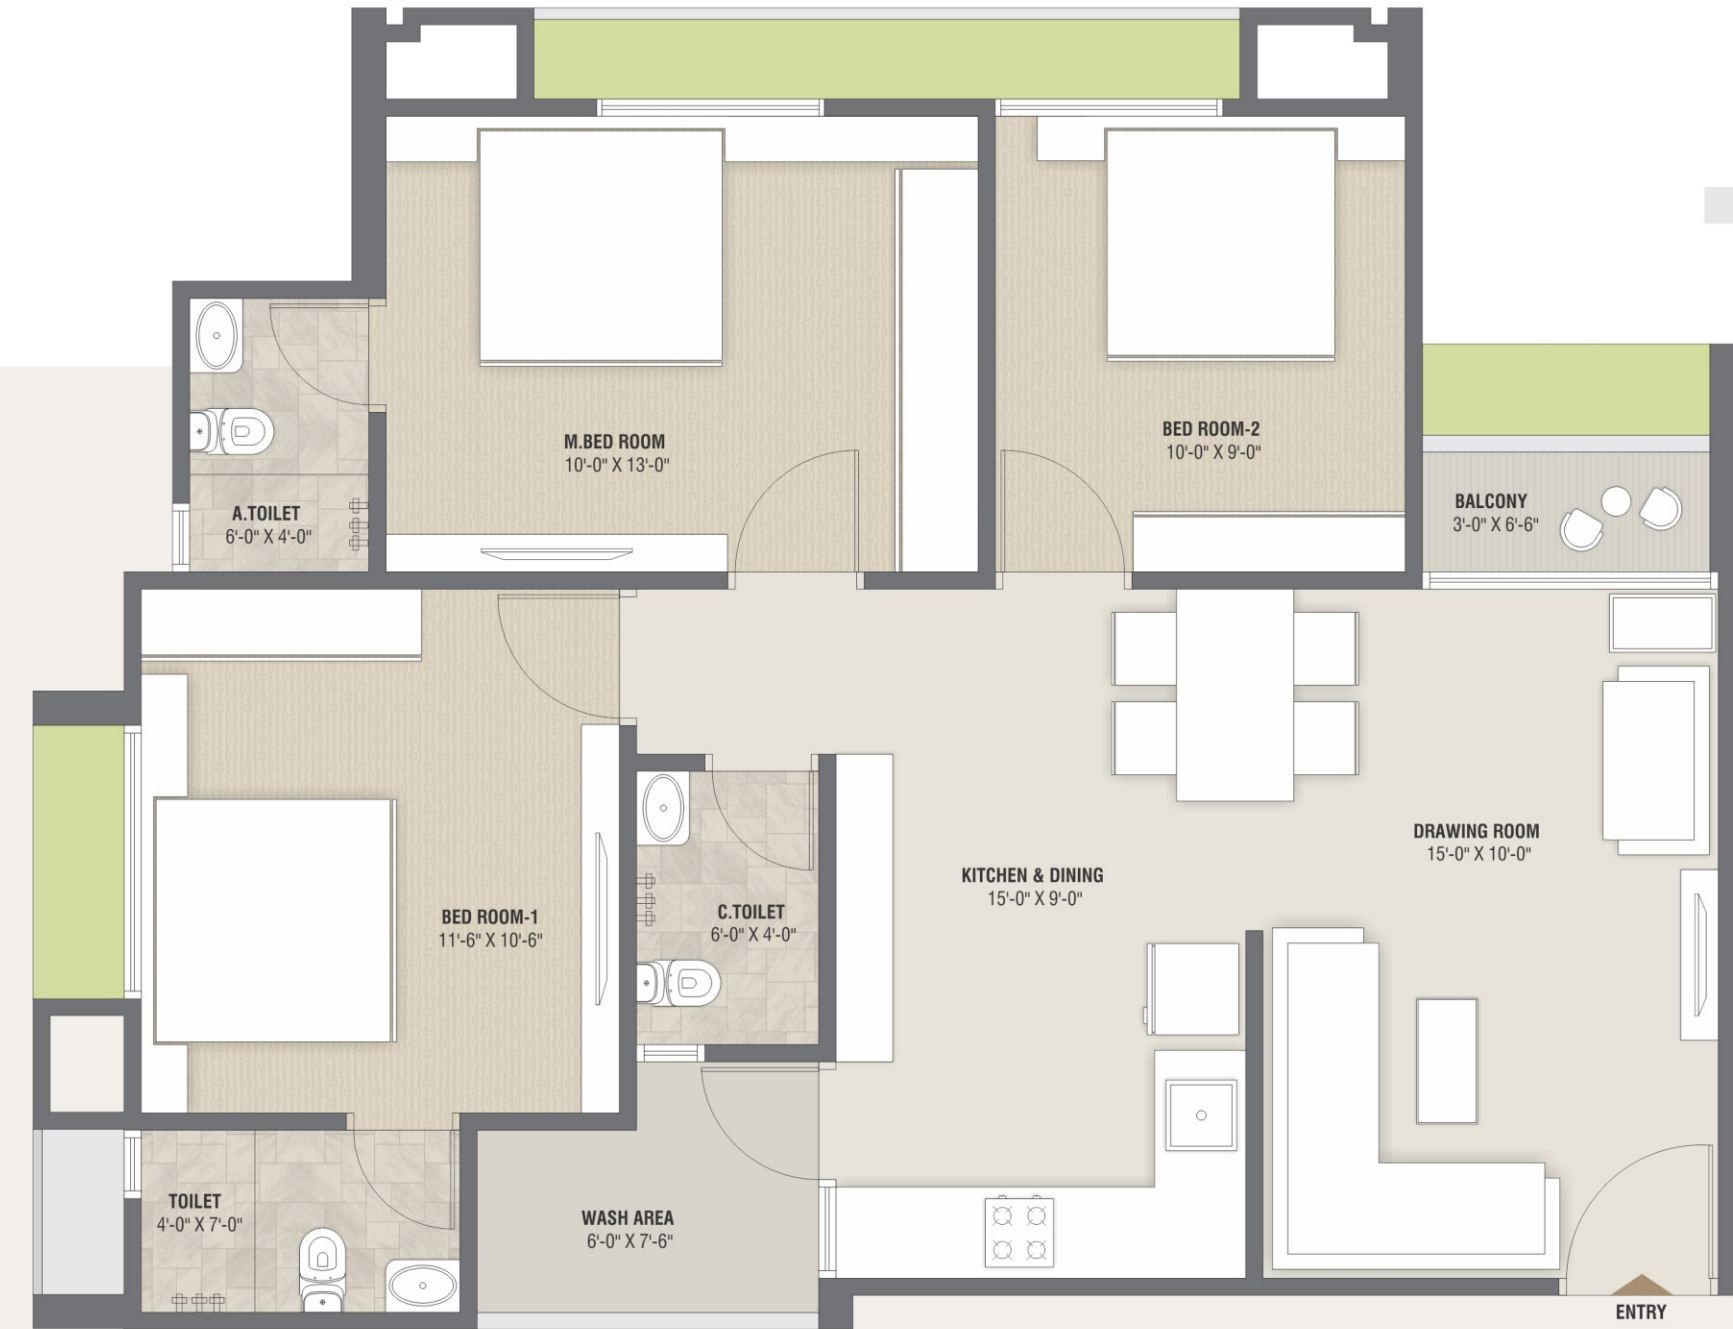 M.BED ROOM
10'-0" X 13'-0"
BED ROOM-2
10'-0" X 9'-0"
BALCONY
3'-0" X 6'-6"
A.TOILET
6'-0" X 4'-0"
DRAWING ROOM
15'-0" X 10'-0"
KITCHEN & DINING
15'-0" X 9'-0"
BED ROOM-1
11'-6" X 10'-6"
C.TOILET
6'-0" X 4'-0"
TOILET
4'-0" X 7'-0"
WASH AREA
6'-0" X 7'-6"
ENTRY